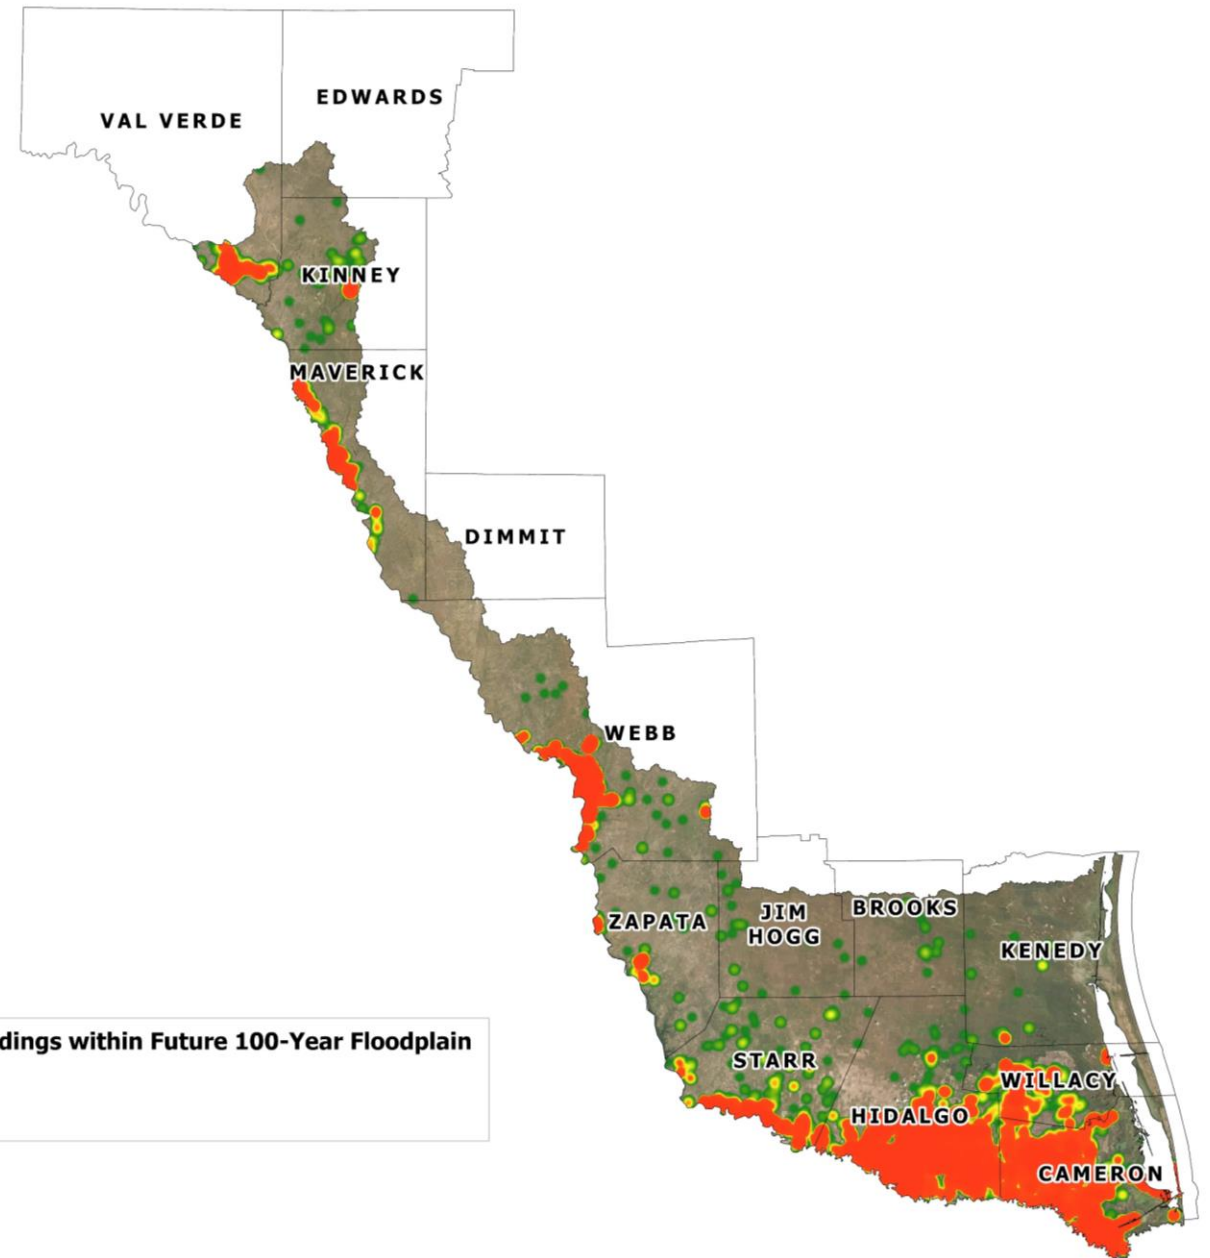 EDWARDS
VAL VERDE
KINNEY
MAVERICK
DIMMIT
WEBB
ZAPATA
JIM
HOGG
BROOKS
KENEDY
dings within Future 100-Year Floodplain
STARR
WILLACY
HIDALGO
CAMERON